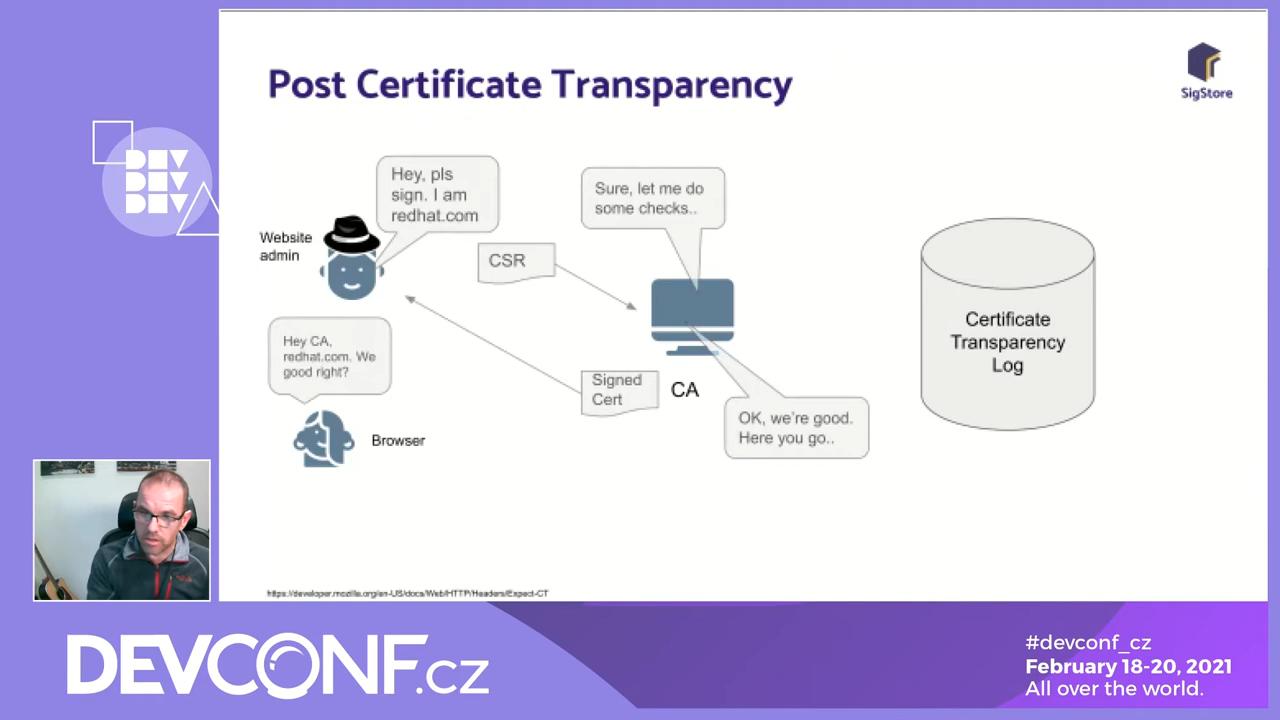 Post Certificate Transparency
SigStore
DEV
DEV
DEV
Hey, pls
sign. I am
redhat.com
Sure, let me do
some checks..
Website
admin
CSR
Certificate
Transparency
Log
Hey CA,
redhat.com. We
good right?
Signed
Cert
CA
OK, we're good.
Here you go..
Browser
https://developer.mozilla.org/en-US/docs/Web/HTTP/Headers/Expect-CT
DEVCONF.cz
#devconf_cz
February 18-20, 2021
All over the world.